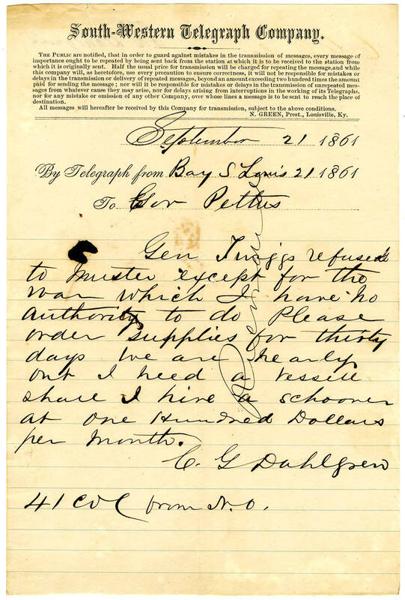 South-Western Telegraph Company.
THE PUBLIC are notified, that in order to guard against mistakes in the transmission of messages, every message of
importance ought to be repeated by being sent back from the station at which it is to be received to the station from
which it is originally sent. Half the usual price for transmission will be charged for repeating the message, and while
this company will, as heretofore, use every precaution to ensure correctness, it will not be responsible for mistakes or
delays in the transmission or delivery of repeated messages, beyond an amount exceeding two hundred times the amount
paid for sending the message; nor will it be responsible for mistakes or delays in the transmission of unrepeated messages
from whatever cause they may arise, nor for delays arising from interruptions in the working of its Telegraphs,
nor for any mistake or omission of any other Company, over whose lines a message is to be sent to reach the place of
destination.
All messages will hereafter be received by this Company for transmission, subject to the above conditions.
N. GREEN, Prest., Louisville, Ky.
September 21 1861
By Telegraph from Bay S Louis 21 1861
To Gov Pettus
Gen Twiggs refuses
to muster except for the
war which I have no
authority to do Please
order supplies for thirty
days we are nearly
out I need a vessell
shall I hire a schooner
at one Hundred Dollars
per month.
C. G Dahlgren
41 Col from N. O.